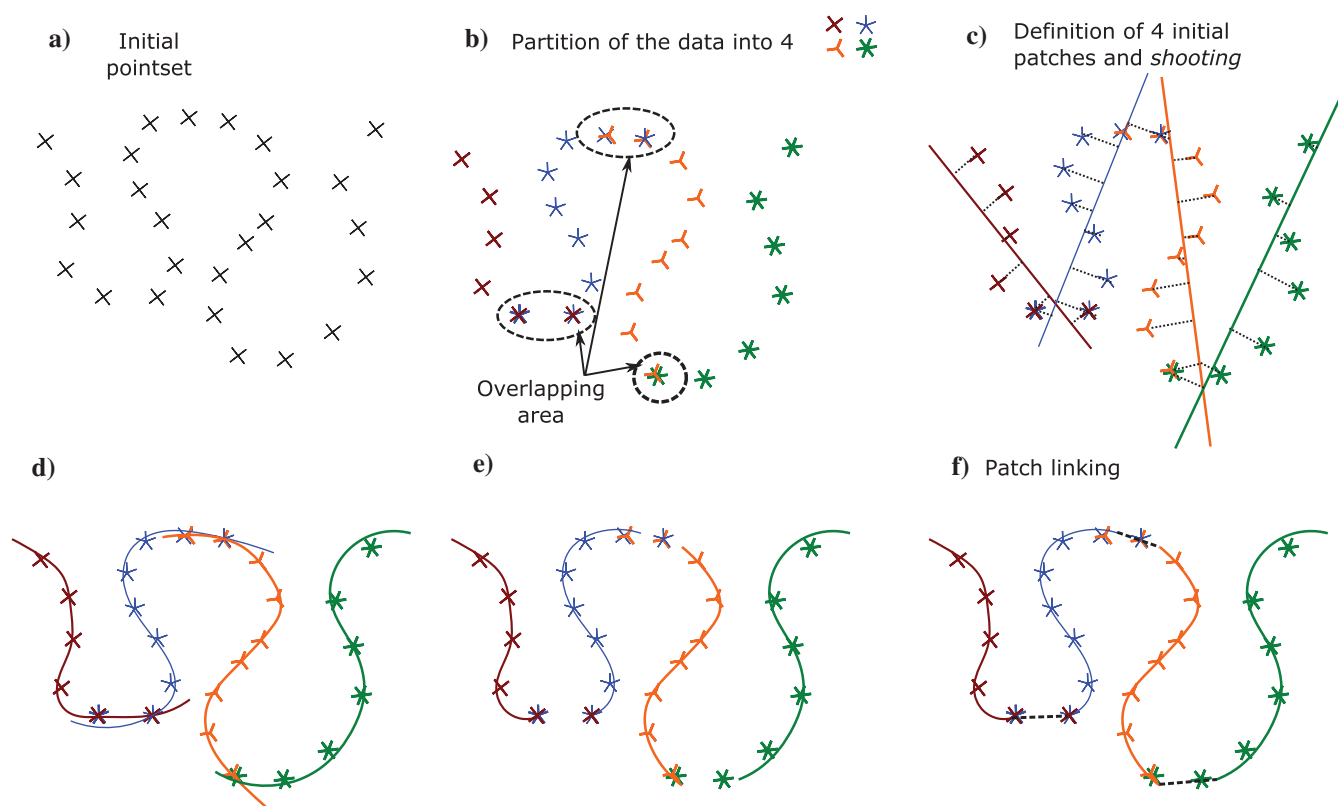 a) Initial
pointset
b) Partition of the data into 4
c) Definition of 4 initial
patches and shooting
Overlapping
area
d)
e)
f) Patch linking